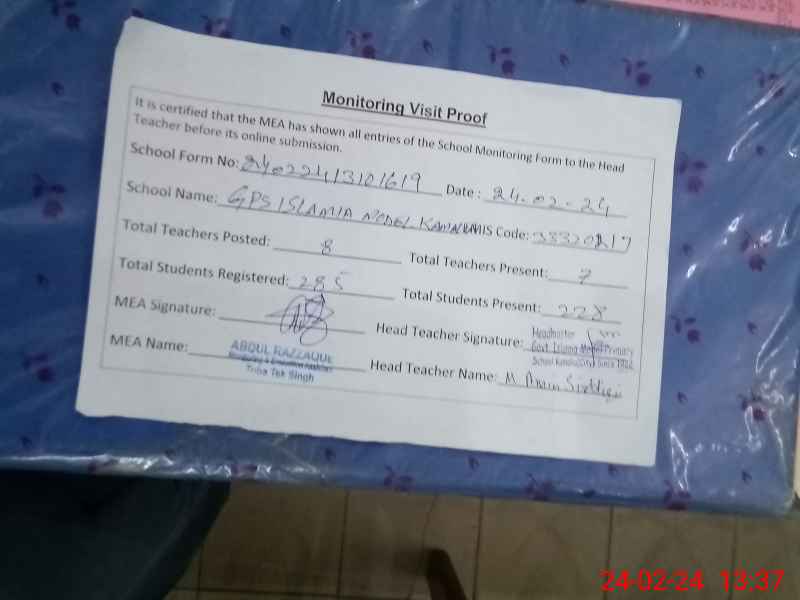 Monitoring Visit Proof
It is certified that the MEA has shown all entries of the School Monitoring Form to the Head
Teacher before its online submission.
School Form No: 24022413101619 Date : 24-02-24
School Name: GPS ISLAMIA MODEL KAMALIA EMIS Code:
Total Teachers Posted: 8 Total Teachers Present: 7
Total Students Registered: 285 Total Students Present: 228
MEA Signature: Head Teacher Signature: Headmaster
Govt. Islamia Model Primary
School
MEA Name: ABDUL RAZZAQUE
Monitoring & Evaluation Assistant
Toba Tek Singh
Head Teacher Name: M
24-02-24 13:37